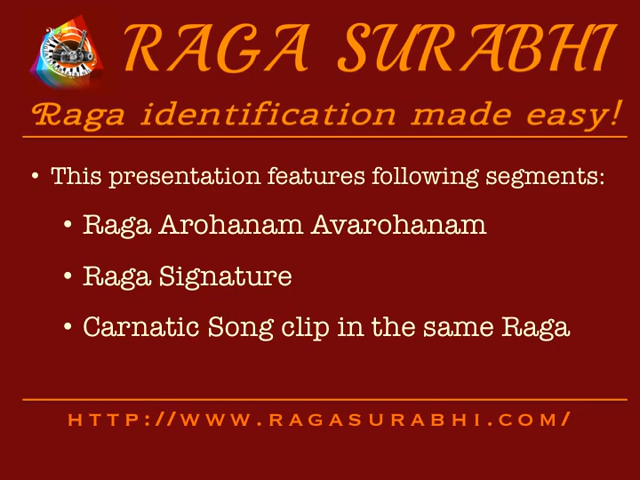 RAGA SURABHI
Raga identification made easy!
• This presentation features following segments:
• Raga Arohanam Avarohanam
• Raga Signature
• Carnatic Song clip in the same Raga
HTTP://WWW.RAGASURABHI.COM/